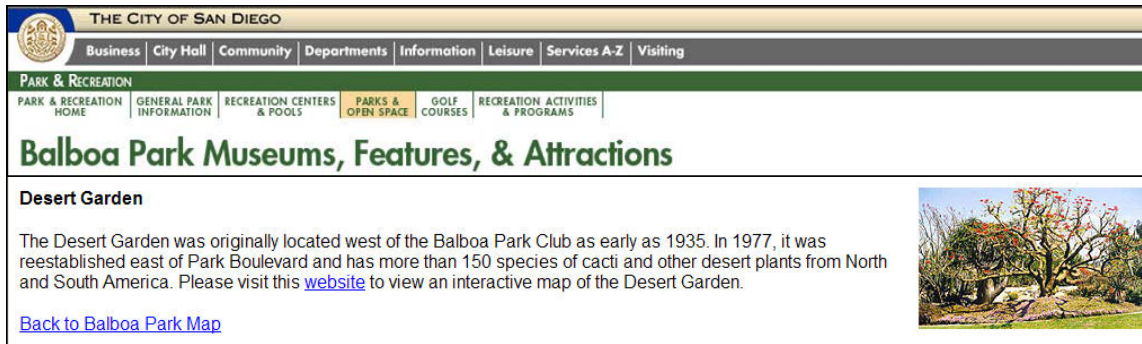 THE CITY OF SAN DIEGO
Business | City Hall | Community | Departments | Information | Leisure | Services A-Z | Visiting
PARK & RECREATION
PARK & RECREATION HOME | GENERAL PARK INFORMATION | RECREATION CENTERS & POOLS | PARKS & OPEN SPACE | GOLF COURSES | RECREATION ACTIVITIES & PROGRAMS
Balboa Park Museums, Features, & Attractions
Desert Garden
The Desert Garden was originally located west of the Balboa Park Club as early as 1935. In 1977, it was
reestablished east of Park Boulevard and has more than 150 species of cacti and other desert plants from North
and South America. Please visit this website to view an interactive map of the Desert Garden.
Back to Balboa Park Map